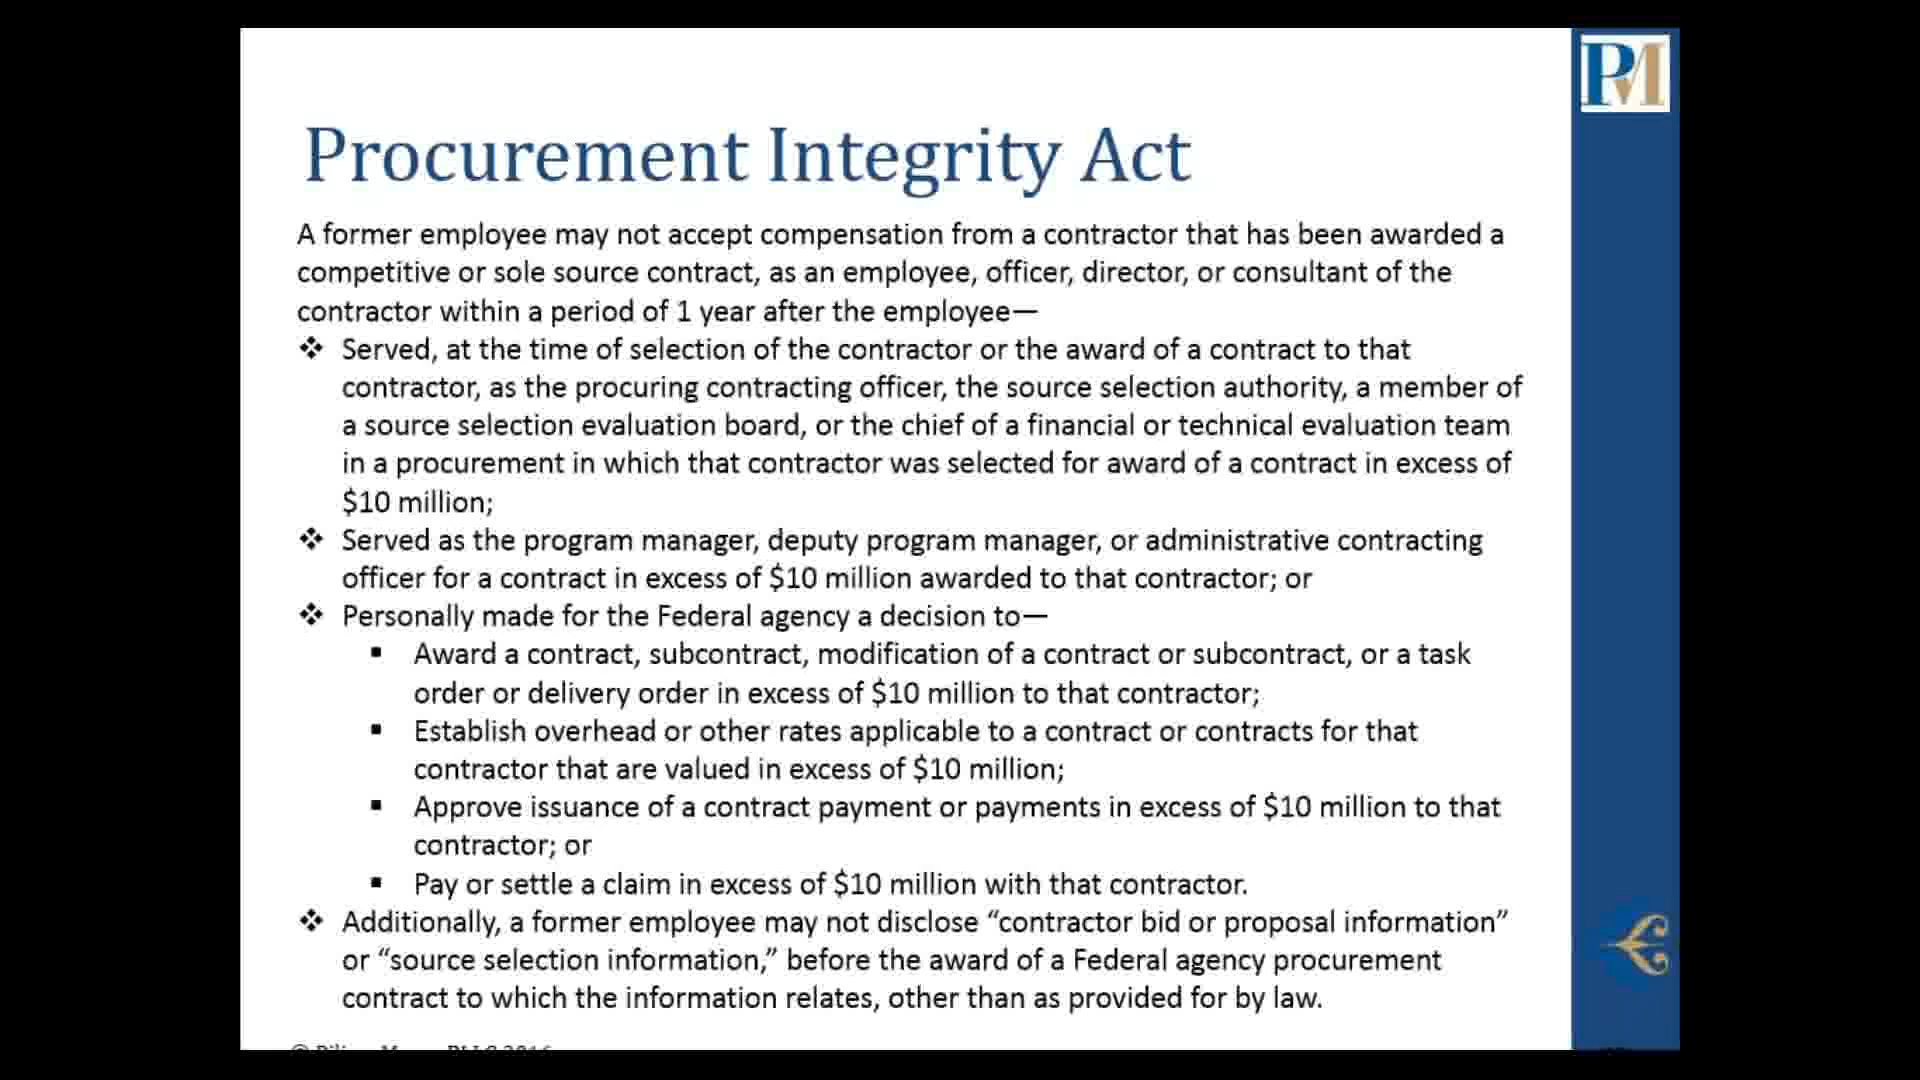 PM
Procurement Integrity Act
A former employee may not accept compensation from a contractor that has been awarded a
competitive or sole source contract, as an employee, officer, director, or consultant of the
contractor within a period of 1 year after the employee—
❖ Served, at the time of selection of the contractor or the award of a contract to that
contractor, as the procuring contracting officer, the source selection authority, a member of
a source selection evaluation board, or the chief of a financial or technical evaluation team
in a procurement in which that contractor was selected for award of a contract in excess of
$10 million;
❖ Served as the program manager, deputy program manager, or administrative contracting
officer for a contract in excess of $10 million awarded to that contractor; or
❖ Personally made for the Federal agency a decision to—
▪ Award a contract, subcontract, modification of a contract or subcontract, or a task
order or delivery order in excess of $10 million to that contractor;
▪ Establish overhead or other rates applicable to a contract or contracts for that
contractor that are valued in excess of $10 million;
▪ Approve issuance of a contract payment or payments in excess of $10 million to that
contractor; or
▪ Pay or settle a claim in excess of $10 million with that contractor.
❖ Additionally, a former employee may not disclose “contractor bid or proposal information”
or “source selection information,” before the award of a Federal agency procurement
contract to which the information relates, other than as provided for by law.